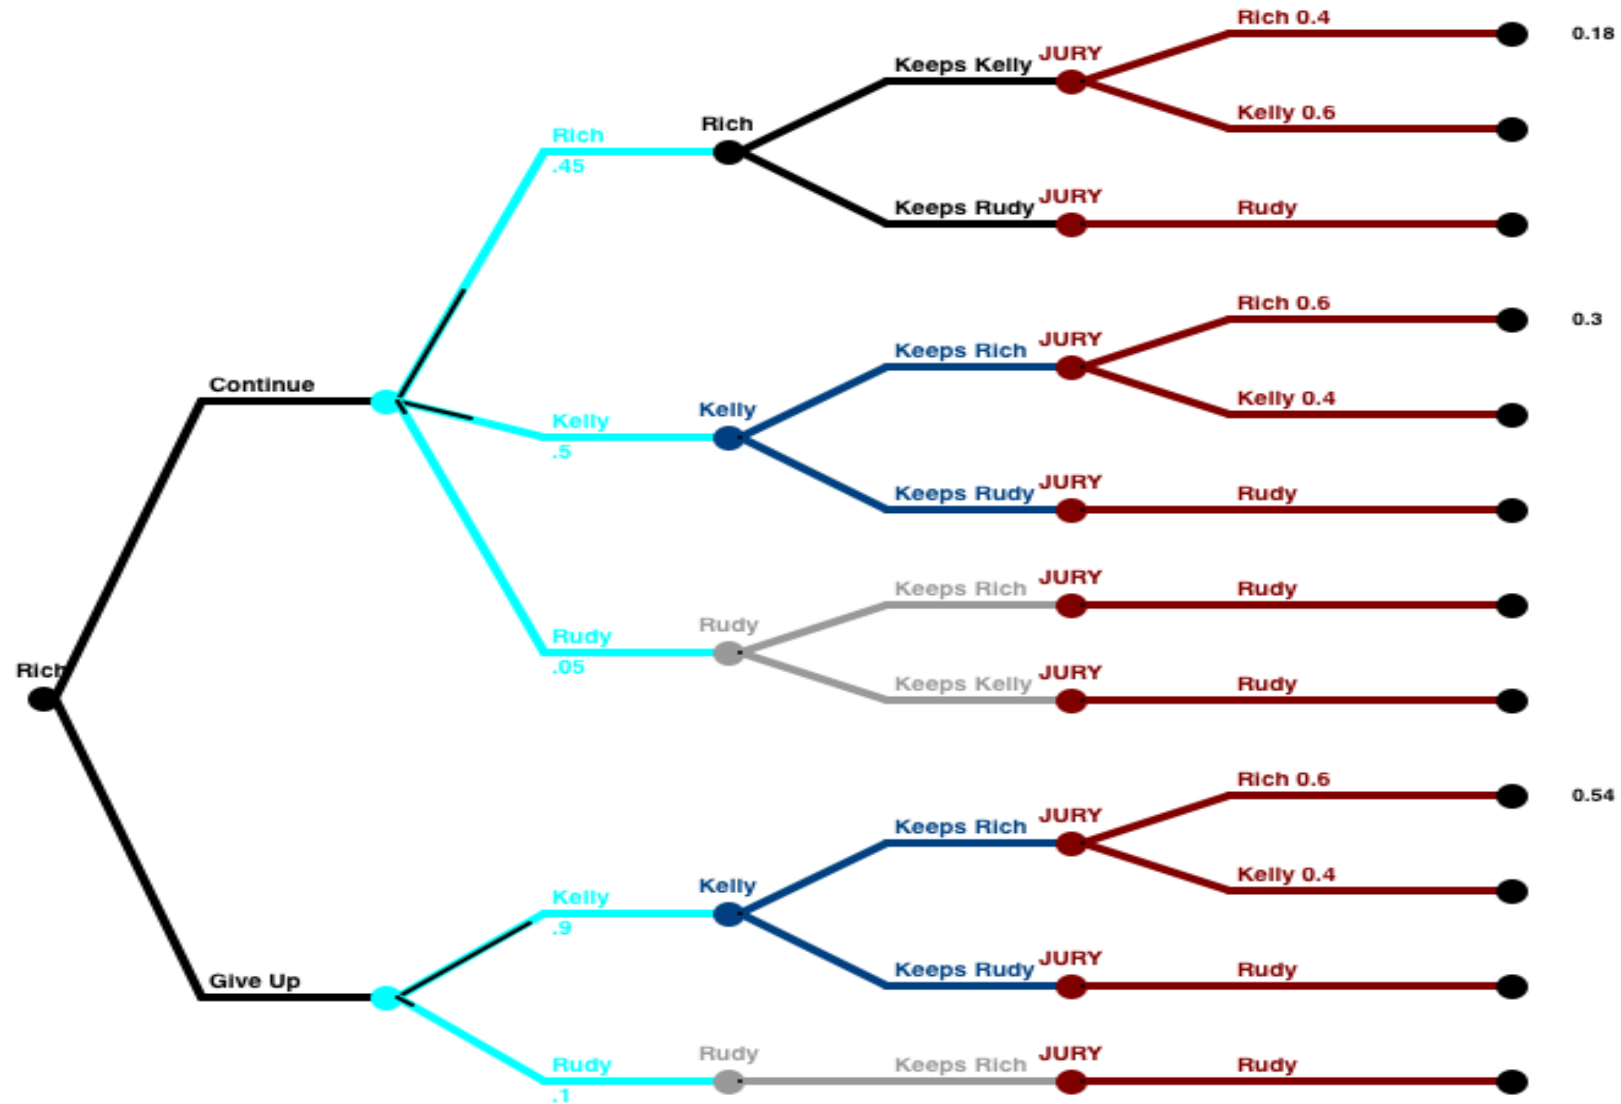 Rich 0.4
0.18
Keeps Kelly JURY
Kelly 0.6
Rich
Rich
.45
Keeps Rudy JURY Rudy
Rich 0.6
0.3
Keeps Rich JURY
Continue
Kelly 0.4
Kelly
Kelly
.5
Keeps Rudy JURY Rudy
Keeps Rich JURY Rudy
Rudy
Rudy
.05
Rich
Keeps Kelly JURY Rudy
Rich 0.6
0.54
Keeps Rich JURY
Kelly 0.4
Kelly
Kelly
.9
Give Up
Keeps Rudy JURY Rudy
Rudy
.1
Rudy
Keeps Rich JURY Rudy